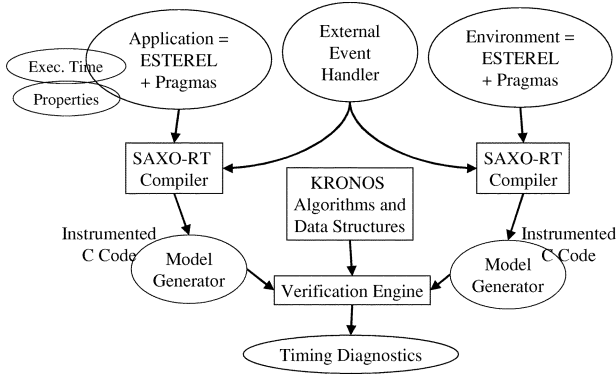 Application =
ESTEREL
+ Pragmas
External
Event
Handler
Environment =
ESTEREL
+ Pragmas
Exec. Time
Properties
SAXO-RT
Compiler
SAXO-RT
Compiler
KRONOS
Algorithms and
Data Structures
Instrumented
C Code
Model
Generator
Instrumented
C Code
Model
Generator
Verification Engine
Timing Diagnostics